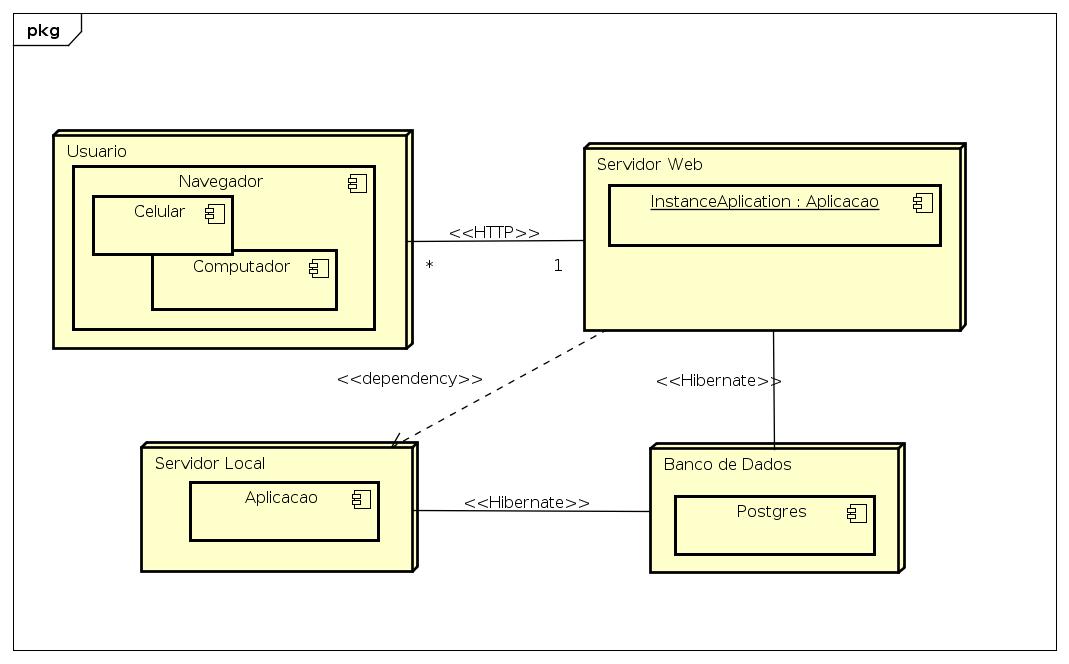 pkg
Usuario
Navegador
Celular
Computador
<<HTTP>>
*
1
Servidor Web
InstanceAplication : Aplicacao
<<dependency>>
<<Hibernate>>
Servidor Local
Aplicacao
<<Hibernate>>
Banco de Dados
Postgres